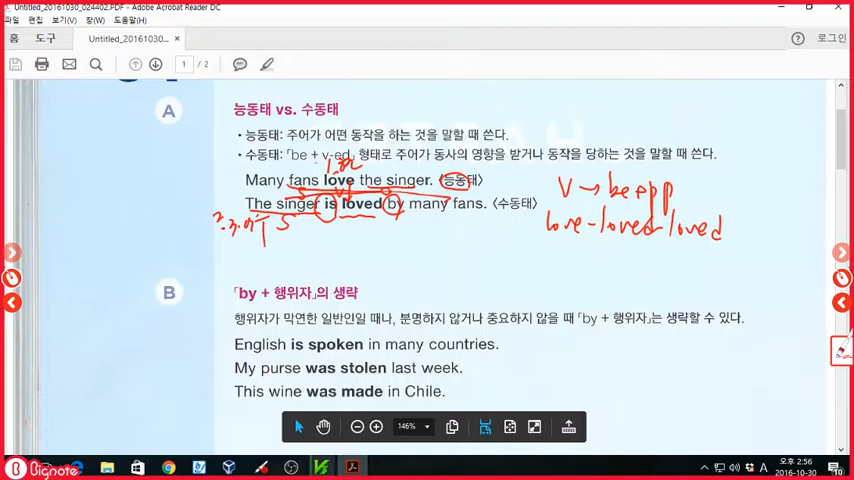 Untitled_20161030_024402.PDF - Adobe Acrobat Reader DC
파일 편집 보기(V) 창(W) 도움말(H)
홈 도구 Untitled_20161030... × ? 로그인
1 / 2
A
능동태 vs. 수동태
• 능동태: 주어가 어떤 동작을 하는 것을 말할 때 쓴다.
• 수동태: 「be + v-ed」 형태로 주어가 동사의 영향을 받거나 동작을 당하는 것을 말할 때 쓴다.
Many fans love the singer. <능동태>
V → be+pp
The singer is loved by many fans. <수동태>
love - loved - loved
S
B
「by + 행위자」의 생략
행위자가 막연한 일반인일 때나, 분명하지 않거나 중요하지 않을 때 「by + 행위자」는 생략할 수 있다.
English is spoken in many countries.
My purse was stolen last week.
This wine was made in Chile.
146%
Bignote
A 오후 2:56
2016-10-30
10